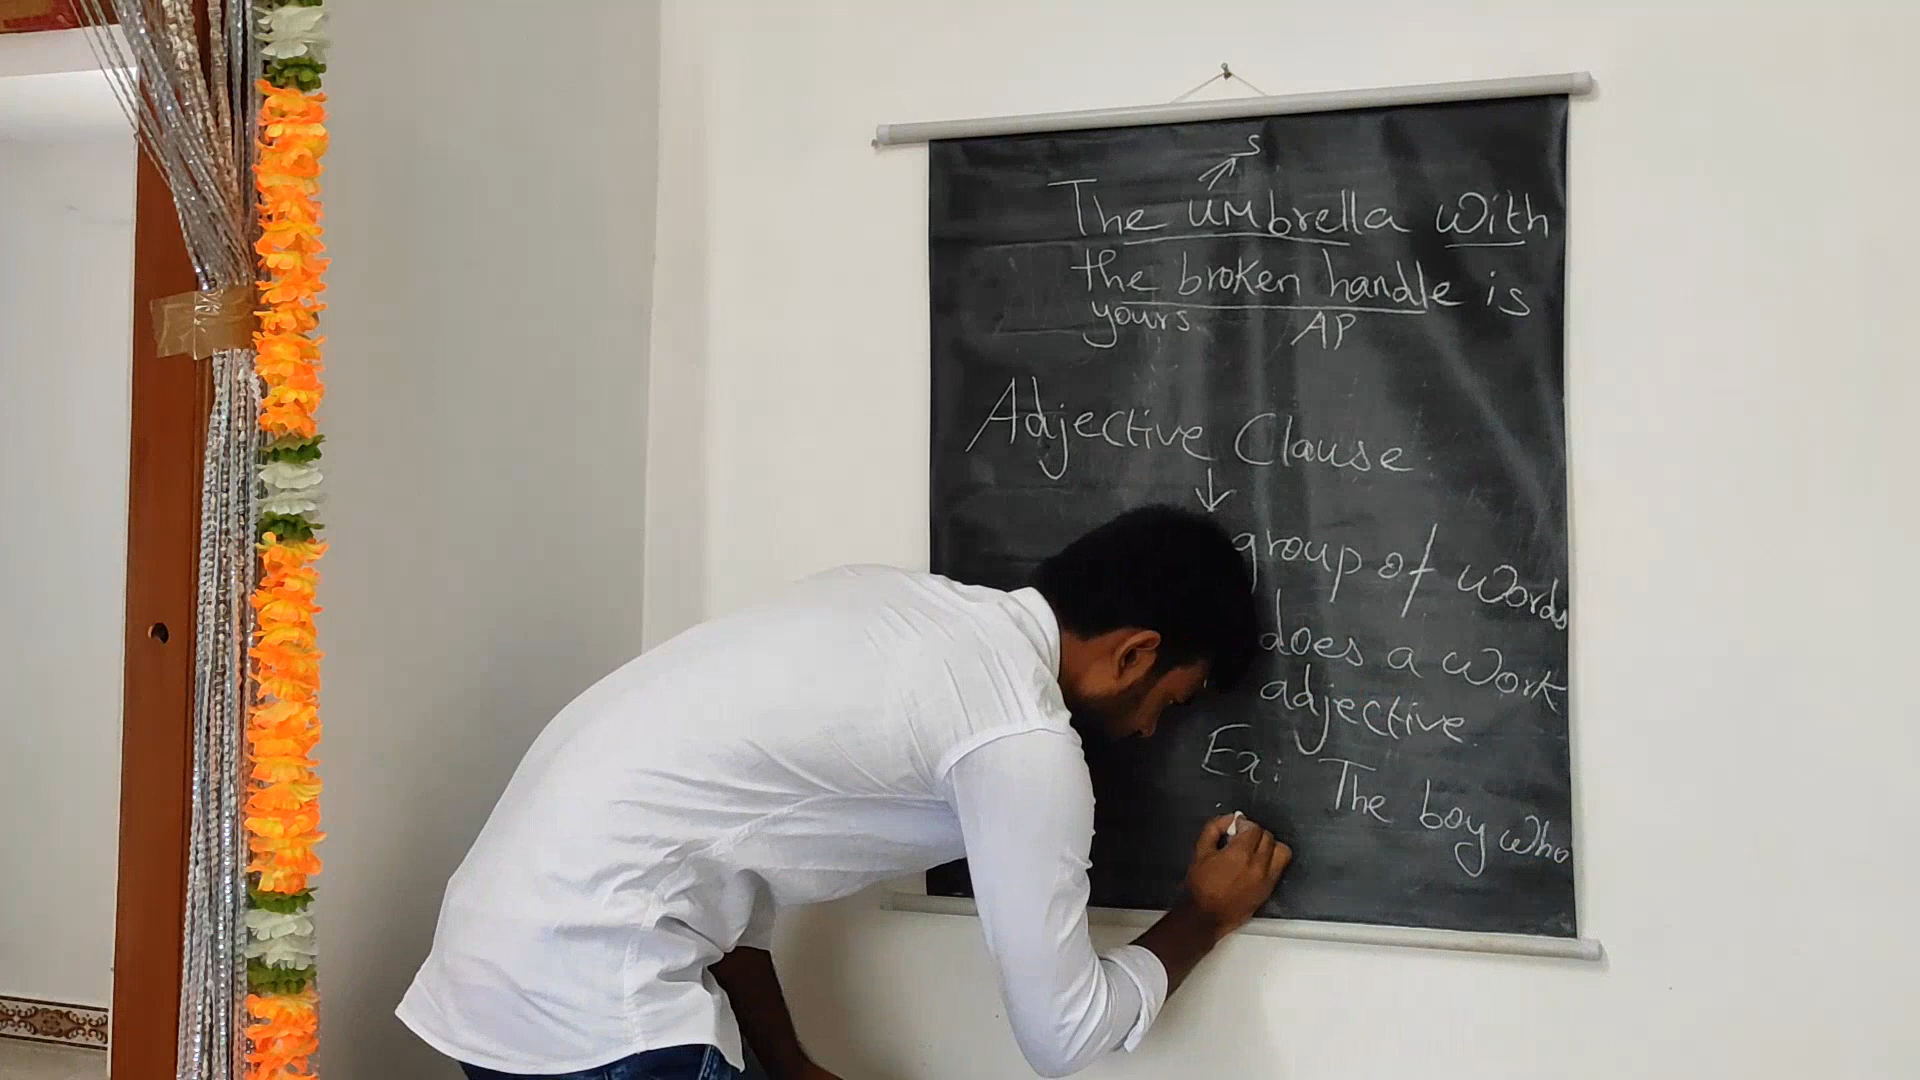 S
The umbrella with
the broken handle is
yours.
AP
Adjective Clause
group of words
does a work
adjective
Ex: The boy who